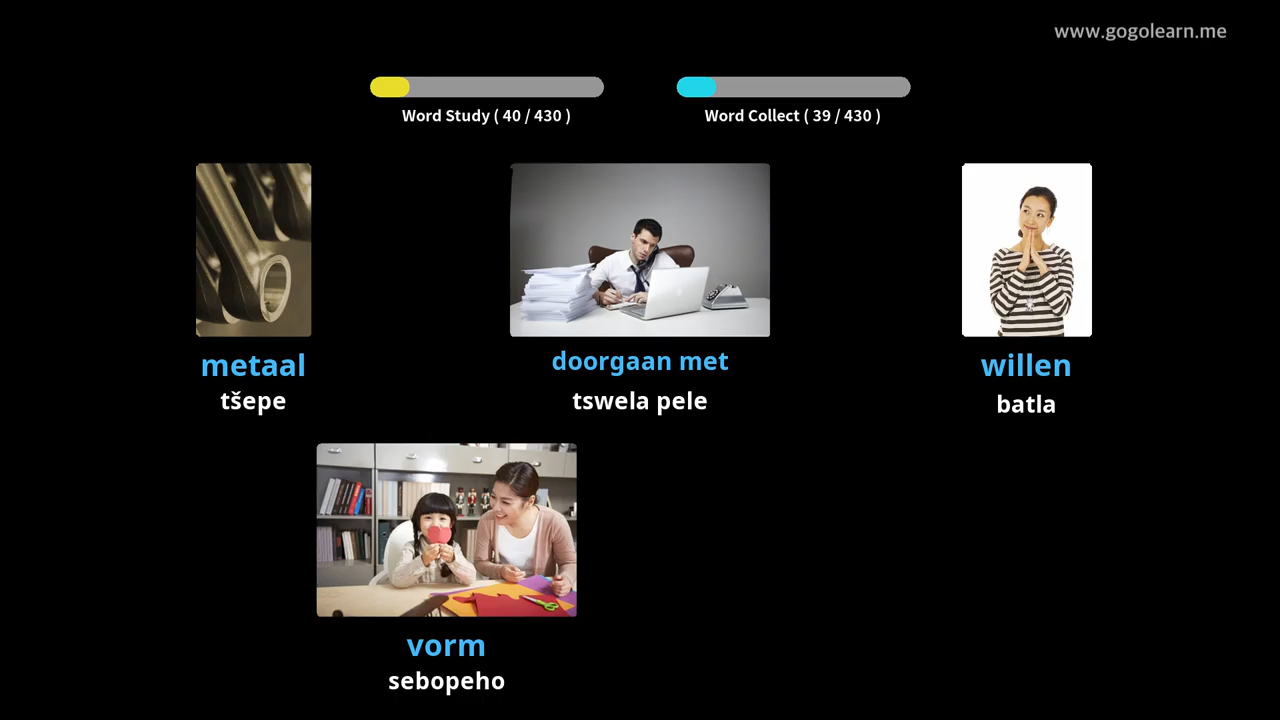 www.gogolearn.me
Word Study ( 40 / 430 )
Word Collect ( 39 / 430 )
metaal
tšepe
doorgaan met
tswela pele
willen
batla
vorm
sebopeho